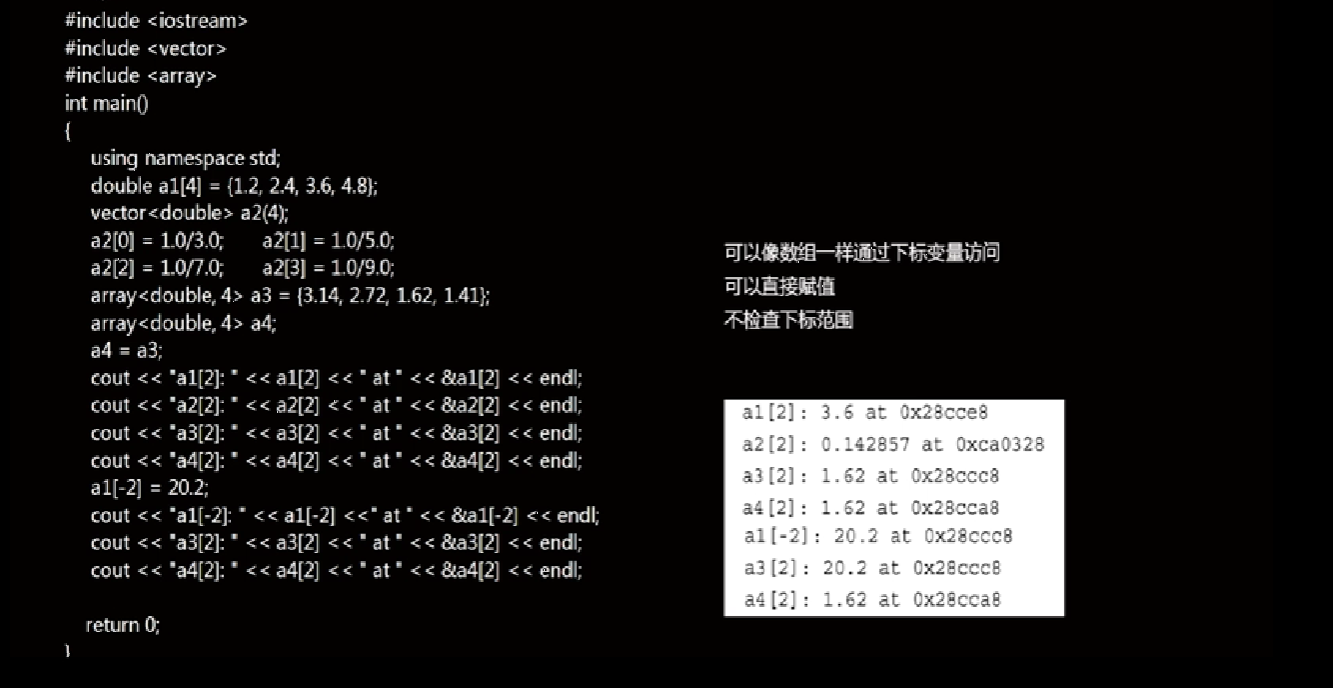 #include <iostream>
#include <vector>
#include <array>
int main()
{
using namespace std;
double a1[4] = {1.2, 2.4, 3.6, 4.8};
vector<double> a2(4);
a2[0] = 1.0/3.0; a2[1] = 1.0/5.0;
a2[2] = 1.0/7.0; a2[3] = 1.0/9.0;
array<double, 4> a3 = {3.14, 2.72, 1.62, 1.41};
array<double, 4> a4;
a4 = a3;
cout << "a1[2]: " << a1[2] << " at " << &a1[2] << endl;
cout << "a2[2]: " << a2[2] << " at " << &a2[2] << endl;
cout << "a3[2]: " << a3[2] << " at " << &a3[2] << endl;
cout << "a4[2]: " << a4[2] << " at " << &a4[2] << endl;
a1[-2] = 20.2;
cout << "a1[-2]: " << a1[-2] <<" at " << &a1[-2] << endl;
cout << "a3[2]: " << a3[2] << " at " << &a3[2] << endl;
cout << "a4[2]: " << a4[2] << " at " << &a4[2] << endl;
return 0;
}
可以像数组一样通过下标变量访问
可以直接赋值
不检查下标范围
a1[2]: 3.6 at 0x28cce8
a2[2]: 0.142857 at 0xca0328
a3[2]: 1.62 at 0x28ccc8
a4[2]: 1.62 at 0x28cca8
a1[-2]: 20.2 at 0x28ccc8
a3[2]: 20.2 at 0x28ccc8
a4[2]: 1.62 at 0x28cca8